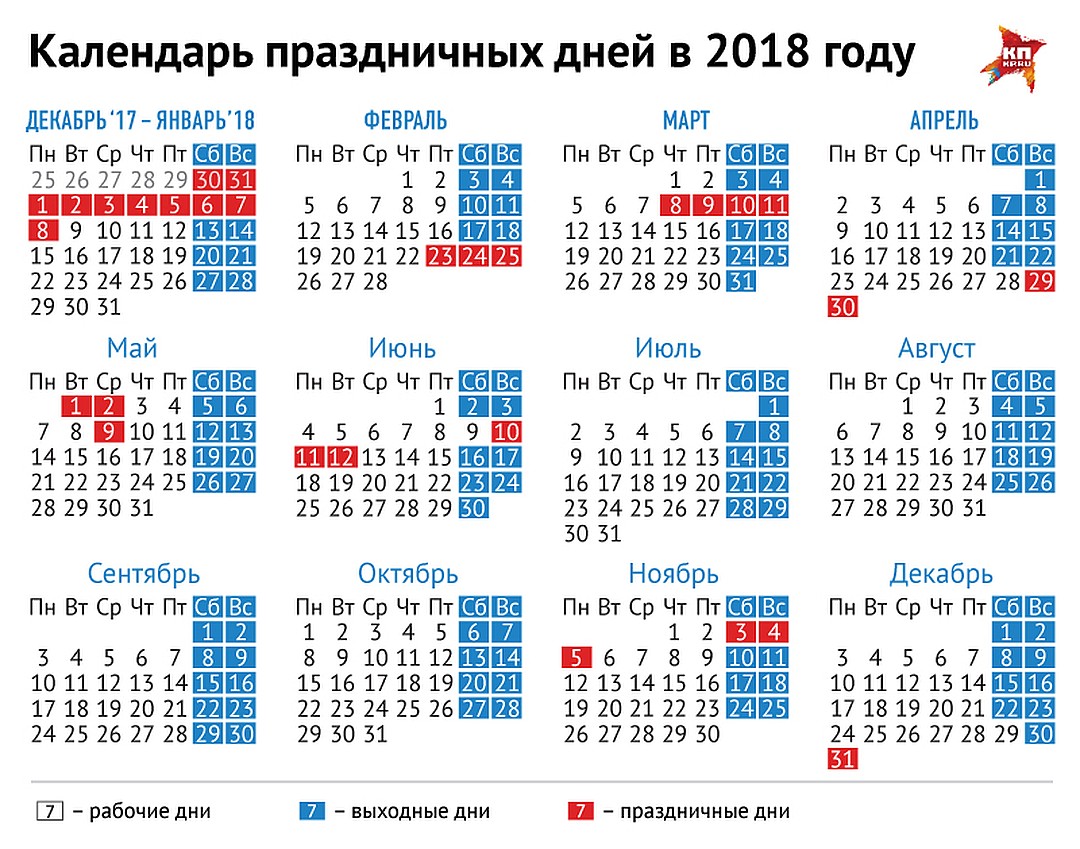 Календарь праздничных дней в 2018 году
КП
KP.RU
ДЕКАБРЬ ‘17 – ЯНВАРЬ’18
Пн Вт Ср Чт Пт Сб Вс
25 26 27 28 29 30 31
1 2 3 4 5 6 7
8 9 10 11 12 13 14
15 16 17 18 19 20 21
22 23 24 25 26 27 28
29 30 31
ФЕВРАЛЬ
Пн Вт Ср Чт Пт Сб Вс
1 2 3 4
5 6 7 8 9 10 11
12 13 14 15 16 17 18
19 20 21 22 23 24 25
26 27 28
МАРТ
Пн Вт Ср Чт Пт Сб Вс
1 2 3 4
5 6 7 8 9 10 11
12 13 14 15 16 17 18
19 20 21 22 23 24 25
26 27 28 29 30 31
АПРЕЛЬ
Пн Вт Ср Чт Пт Сб Вс
1
2 3 4 5 6 7 8
9 10 11 12 13 14 15
16 17 18 19 20 21 22
23 24 25 26 27 28 29
30
Май
Пн Вт Ср Чт Пт Сб Вс
1 2 3 4 5 6
7 8 9 10 11 12 13
14 15 16 17 18 19 20
21 22 23 24 25 26 27
28 29 30 31
Июнь
Пн Вт Ср Чт Пт Сб Вс
1 2 3
4 5 6 7 8 9 10
11 12 13 14 15 16 17
18 19 20 21 22 23 24
25 26 27 28 29 30
Июль
Пн Вт Ср Чт Пт Сб Вс
1
2 3 4 5 6 7 8
9 10 11 12 13 14 15
16 17 18 19 20 21 22
23 24 25 26 27 28 29
30 31
Август
Пн Вт Ср Чт Пт Сб Вс
1 2 3 4 5
6 7 8 9 10 11 12
13 14 15 16 17 18 19
20 21 22 23 24 25 26
27 28 29 30 31
Сентябрь
Пн Вт Ср Чт Пт Сб Вс
1 2
3 4 5 6 7 8 9
10 11 12 13 14 15 16
17 18 19 20 21 22 23
24 25 26 27 28 29 30
Октябрь
Пн Вт Ср Чт Пт Сб Вс
1 2 3 4 5 6 7
8 9 10 11 12 13 14
15 16 17 18 19 20 21
22 23 24 25 26 27 28
29 30 31
Ноябрь
Пн Вт Ср Чт Пт Сб Вс
1 2 3 4
5 6 7 8 9 10 11
12 13 14 15 16 17 18
19 20 21 22 23 24 25
26 27 28 29 30
Декабрь
Пн Вт Ср Чт Пт Сб Вс
1 2
3 4 5 6 7 8 9
10 11 12 13 14 15 16
17 18 19 20 21 22 23
24 25 26 27 28 29 30
31
7 – рабочие дни
7 – выходные дни
7 – праздничные дни